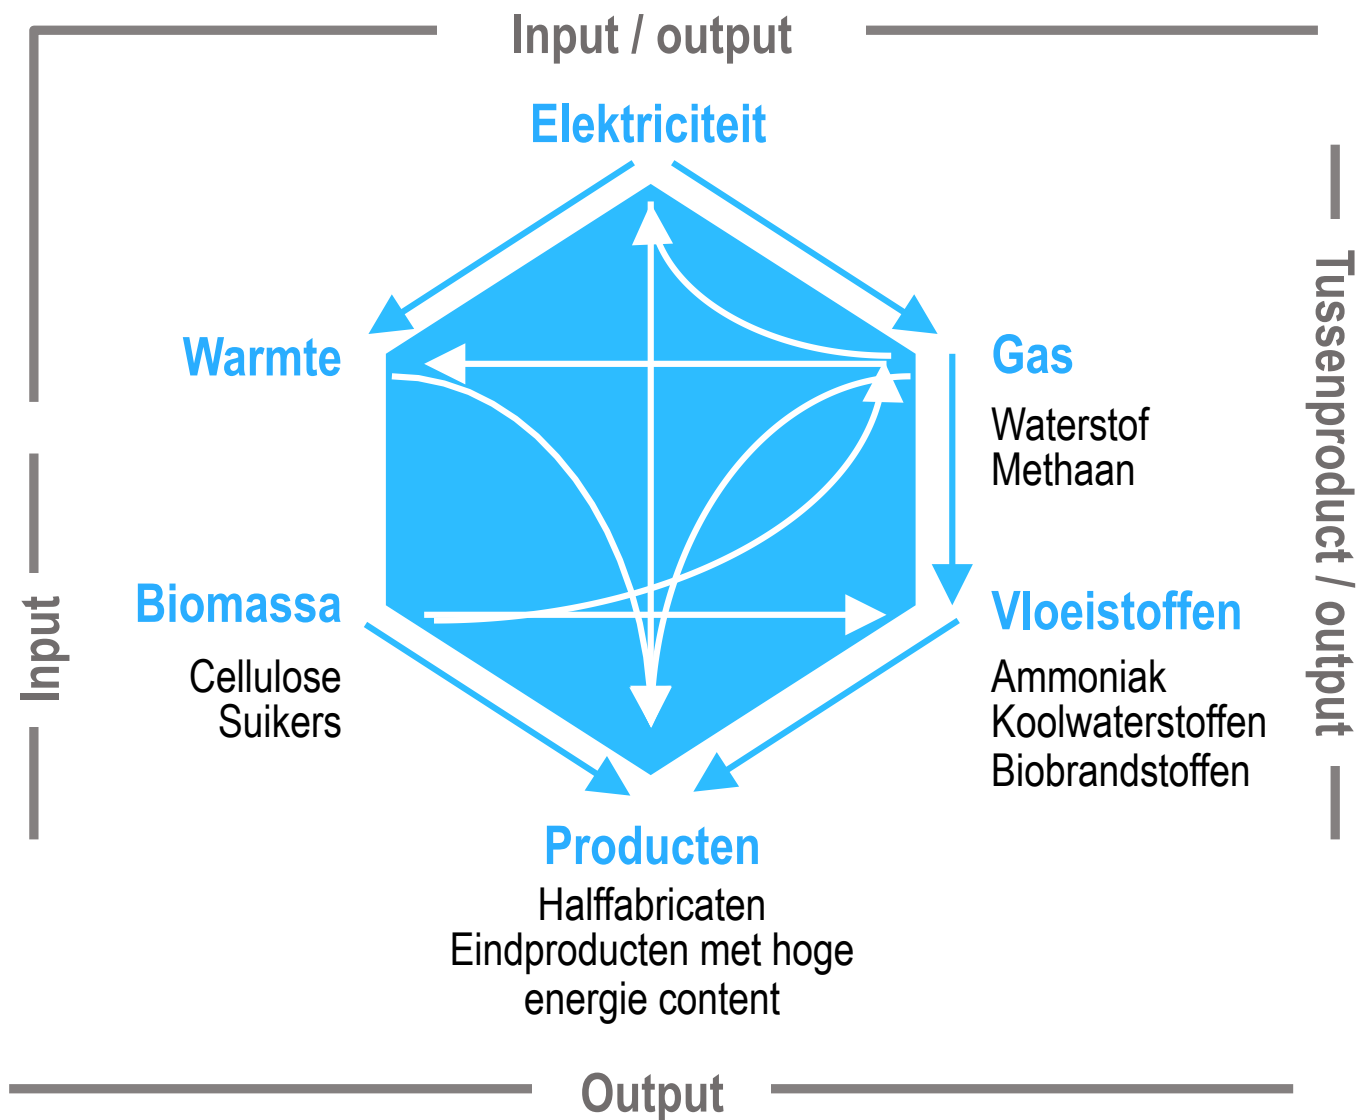 Input / output
Elektriciteit
Warmte
Gas
Waterstof
Methaan
Tussenproduct / output
Input
Biomassa
Cellulose
Suikers
Vloeistoffen
Ammoniak
Koolwaterstoffen
Biobrandstoffen
Producten
Halffabricaten
Eindproducten met hoge
energie content
Output